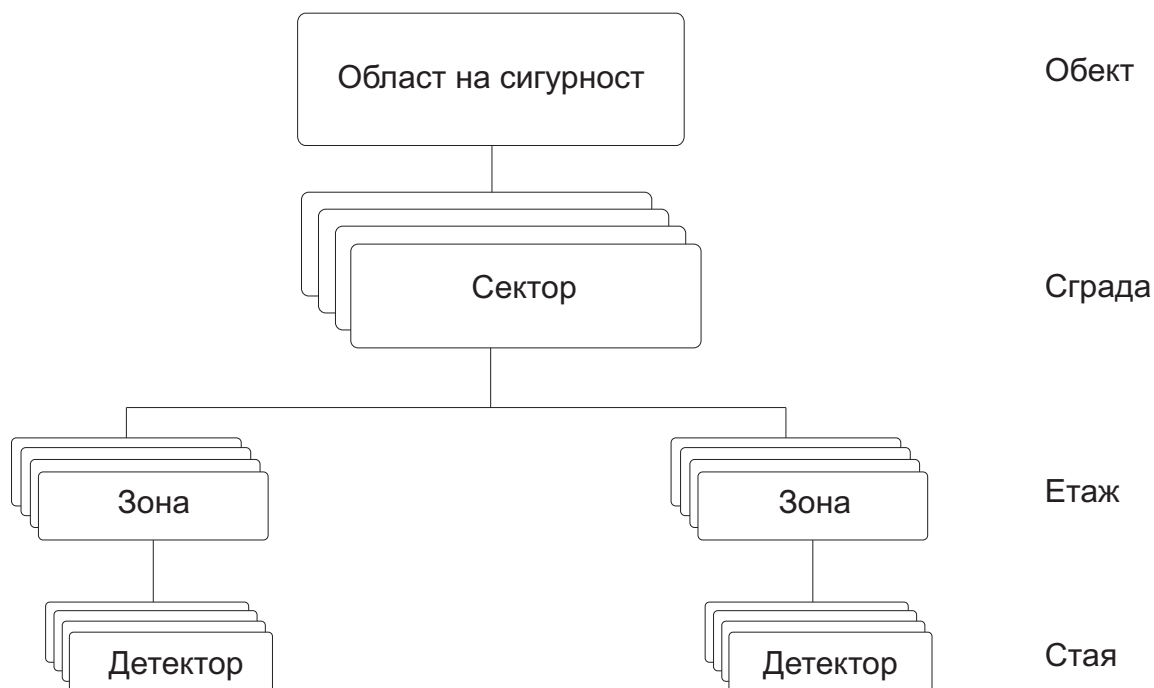 Област на сигурност
Обект
Сектор
Сграда
Зона
Зона
Етаж
Детектор
Детектор
Стая